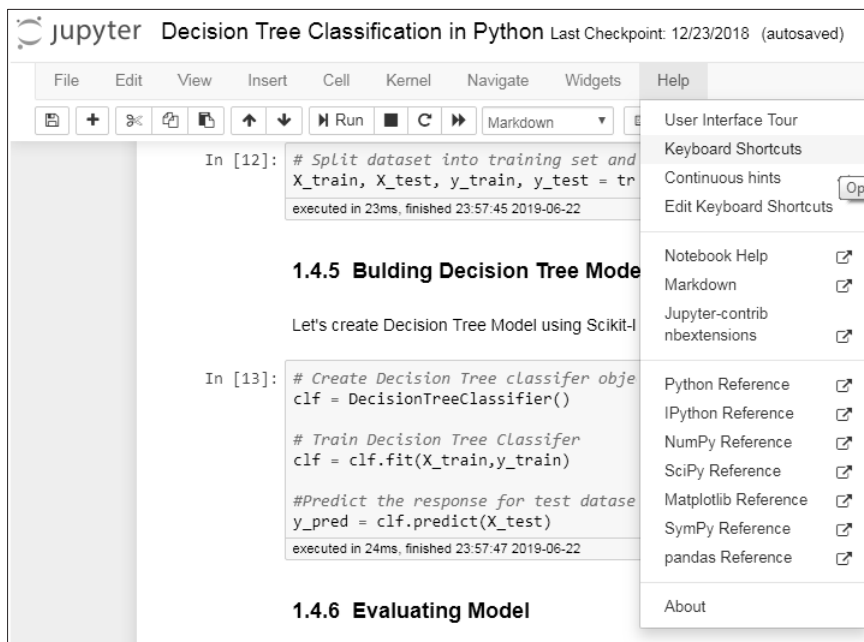 jupyter Decision Tree Classification in Python Last Checkpoint: 12/23/2018 (autosaved)
File Edit View Insert Cell Kernel Navigate Widgets Help
Run Markdown
User Interface Tour
Keyboard Shortcuts
Continuous hints
Op
Edit Keyboard Shortcuts
Notebook Help
Markdown
Jupyter-contrib
nbextensions
Python Reference
IPython Reference
NumPy Reference
SciPy Reference
Matplotlib Reference
SymPy Reference
pandas Reference
About
In [12]: # Split dataset into training set and
X_train, X_test, y_train, y_test = tr
executed in 23ms, finished 23:57:45 2019-06-22
1.4.5 Bulding Decision Tree Mode
Let's create Decision Tree Model using Scikit-l
In [13]: # Create Decision Tree classifer obje
clf = DecisionTreeClassifier()
# Train Decision Tree Classifer
clf = clf.fit(X_train,y_train)
#Predict the response for test datase
y_pred = clf.predict(X_test)
executed in 24ms, finished 23:57:47 2019-06-22
1.4.6 Evaluating Model